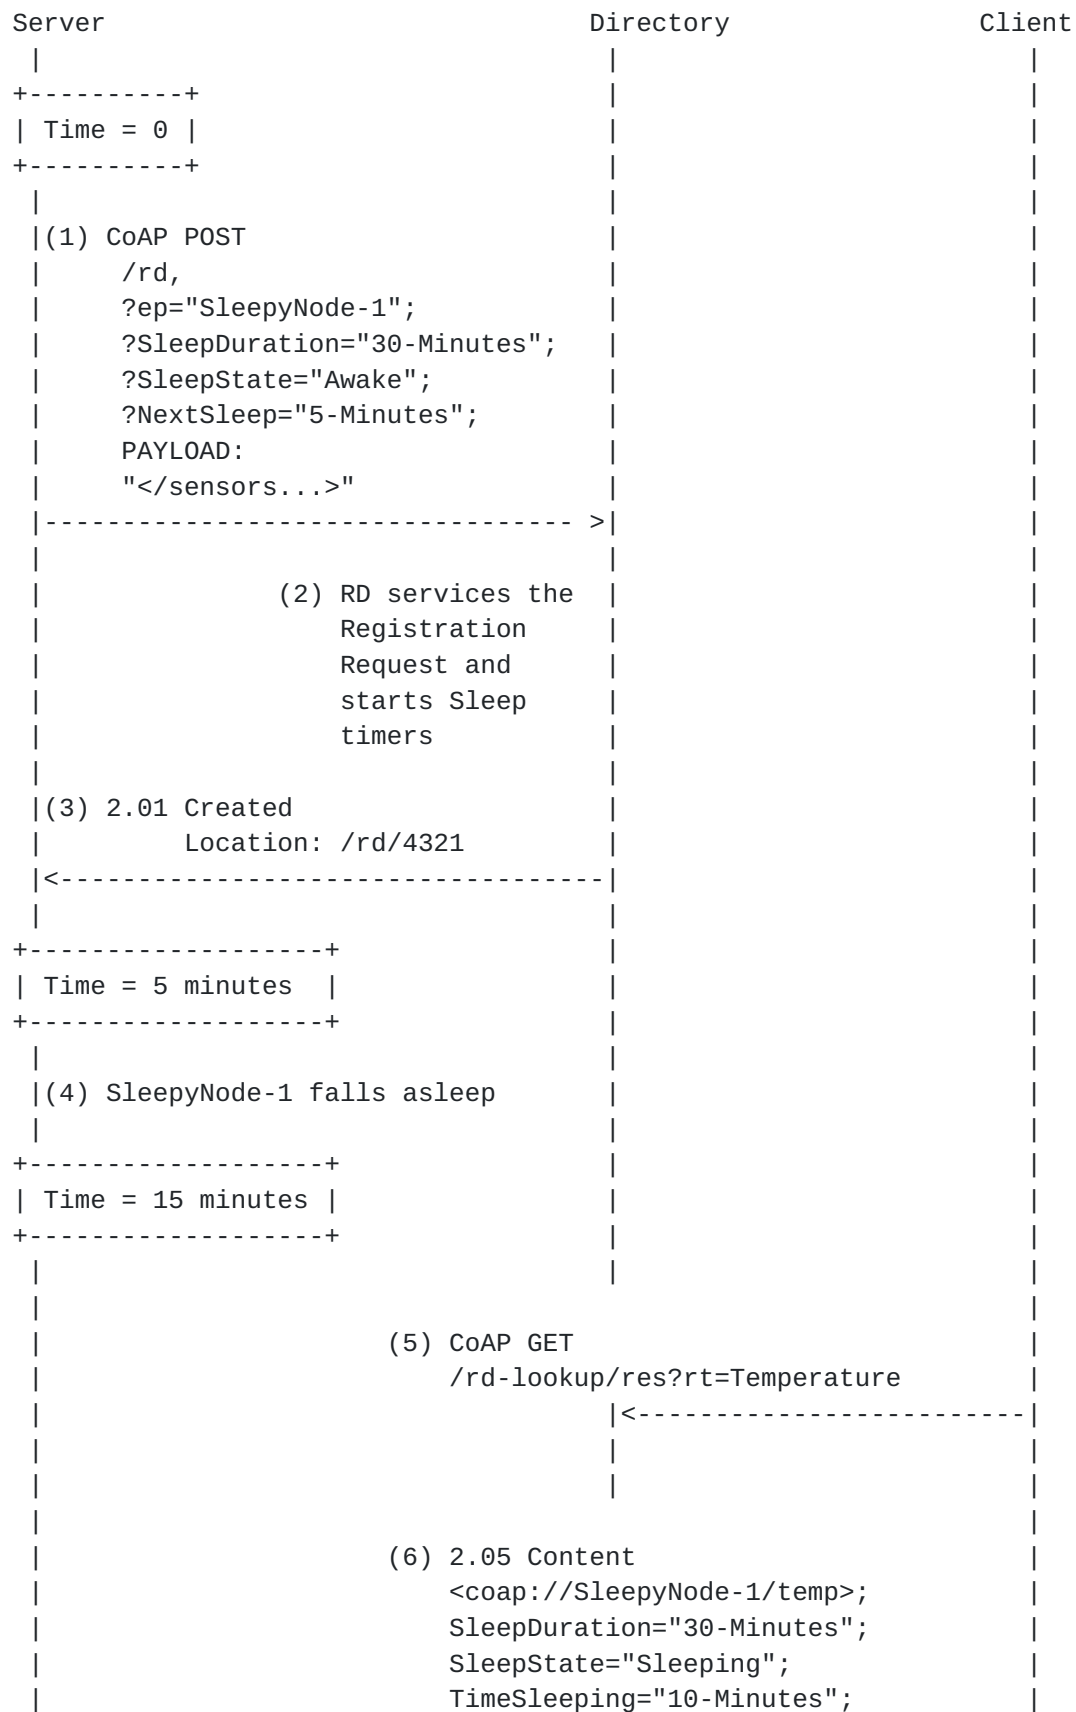 Server                               Directory                Client
 |                                     |                          |
+----------+                           |                          |
| Time = 0 |                           |                          |
+----------+                           |                          |
 |                                     |                          |
 |(1) CoAP POST                        |                          |
 |     /rd,                            |                          |
 |     ?ep="SleepyNode-1";             |                          |
 |     ?SleepDuration="30-Minutes";    |                          |
 |     ?SleepState="Awake";            |                          |
 |     ?NextSleep="5-Minutes";         |                          |
 |     PAYLOAD:                        |                          |
 |     "</sensors...>"                 |                          |
 |---------------------------------- >|                          |
 |                                     |                          |
 |               (2) RD services the   |                          |
 |                   Registration      |                          |
 |                   Request and       |                          |
 |                   starts Sleep      |                          |
 |                   timers            |                          |
 |                                     |                          |
 |(3) 2.01 Created                     |                          |
 |         Location: /rd/4321          |                          |
 |<-----------------------------------|                          |
 |                                     |                          |
+-------------------+                  |                          |
| Time = 5 minutes  |                  |                          |
+-------------------+                  |                          |
 |                                     |                          |
 |(4) SleepyNode-1 falls asleep        |                          |
 |                                     |                          |
+-------------------+                  |                          |
| Time = 15 minutes |                  |                          |
+-------------------+                  |                          |
 |                                     |                          |
 |                                                                |
 |                      (5) CoAP GET                              |
 |                          /rd-lookup/res?rt=Temperature         |
 |                                     |<-------------------------|
 |                                     |                          |
 |                                     |                          |
 |                                                                |
 |                      (6) 2.05 Content                          |
 |                          <coap://SleepyNode-1/temp>;           |
 |                          SleepDuration="30-Minutes";           |
 |                          SleepState="Sleeping";                |
 |                          TimeSleeping="10-Minutes";            |